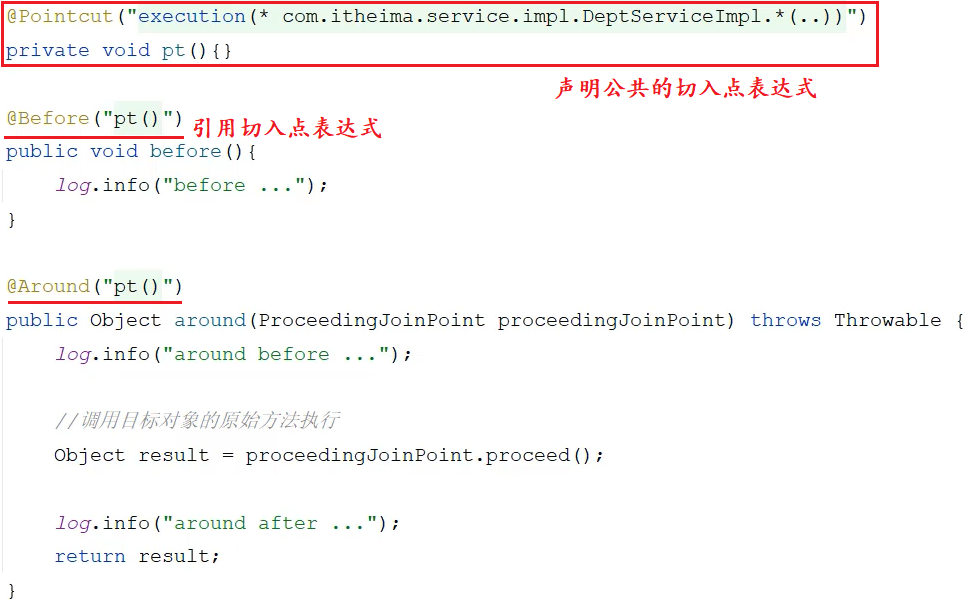 @Pointcut("execution(* com.itheima.service.impl.DeptServiceImpl.*(..))")
private void pt(){}
声明公共的切入点表达式
@Before("pt()")
引用切入点表达式
public void before(){
log.info("before ...");
}
@Around("pt()")
public Object around(ProceedingJoinPoint proceedingJoinPoint) throws Throwable {
log.info("around before ...");
//调用目标对象的原始方法执行
Object result = proceedingJoinPoint.proceed();
log.info("around after ...");
return result;
}